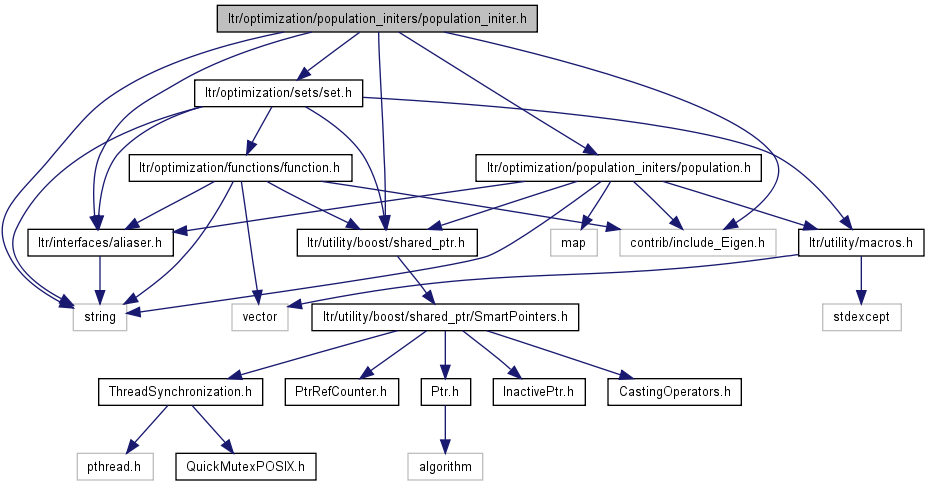 ltr/optimization/population_initers/population_initer.h
ltr/optimization/sets/set.h
ltr/optimization/functions/function.h
ltr/optimization/population_initers/population.h
ltr/interfaces/aliaser.h
ltr/utility/boost/shared_ptr.h
map
contrib/include_Eigen.h
ltr/utility/macros.h
string
vector
ltr/utility/boost/shared_ptr/SmartPointers.h
stdexcept
ThreadSynchronization.h
PtrRefCounter.h
Ptr.h
InactivePtr.h
CastingOperators.h
pthread.h
QuickMutexPOSIX.h
algorithm